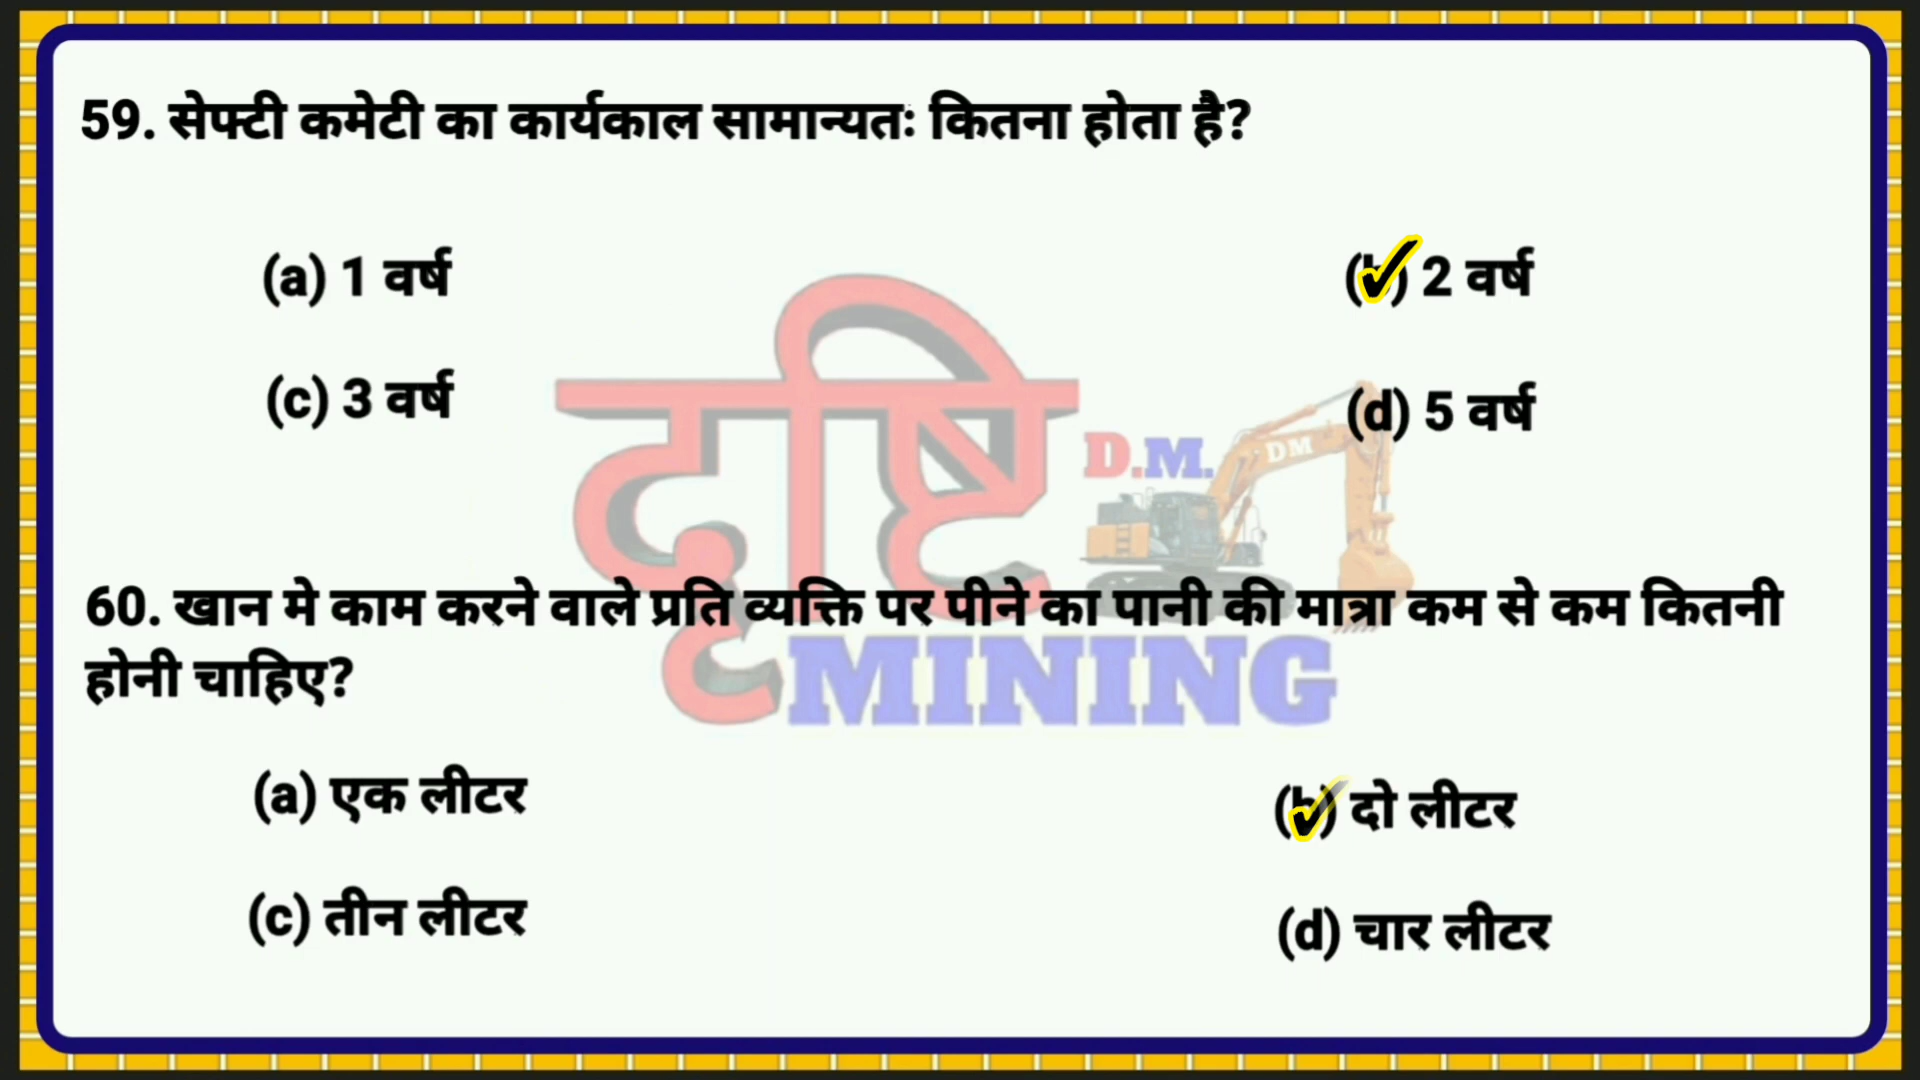 59. सेफ्टी कमेटी का कार्यकाल सामान्यतः कितना होता है?
(a) 1 वर्ष
(b) 2 वर्ष
(c) 3 वर्ष
(d) 5 वर्ष
दृष्टि
D.M.
DM
MINING
60. खान मे काम करने वाले प्रति व्यक्ति पर पीने का पानी की मात्रा कम से कम कितनी
होनी चाहिए?
(a) एक लीटर
(b) दो लीटर
(c) तीन लीटर
(d) चार लीटर